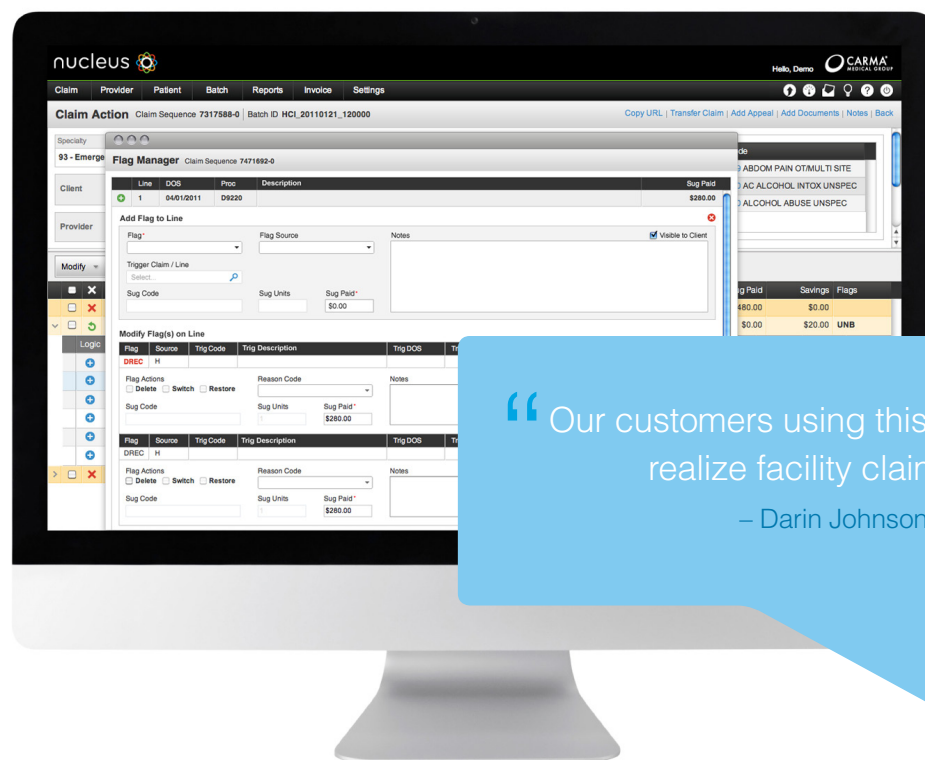 nucleus
Hello, Demo
CARMA
MEDICAL GROUP
Claim Provider Patient Batch Reports Invoice Settings
Claim Action Claim Sequence 7317588-0 Batch ID HCI_20110121_120000
Copy URL | Transfer Claim | Add Appeal | Add Documents | Notes | Back
Specialty
93 - Emerge
Client
Provider
Modify
Logic
Flag Manager Claim Sequence 7471692-0
Line DOS Proc Description Sug Paid
1 04/01/2011 D9220 $280.00
Add Flag to Line
Flag* Flag Source Notes Visible to Client
Trigger Claim / Line
Select...
Sug Code Sug Units Sug Paid*
$0.00
Modify Flag(s) on Line
Flag Source Trig Code Trig Description Trig DOS
DREC H
Flag Actions Reason Code Notes
Delete Switch Restore
Sug Code Sug Units Sug Paid*
1 $280.00
Flag Source Trig Code Trig Description Trig DOS
DREC H
Flag Actions Reason Code Notes
Delete Switch Restore
Sug Code Sug Units Sug Paid*
1 $280.00
de
ABDOM PAIN OT/MULTI SITE
AC ALCOHOL INTOX UNSPEC
ALCOHOL ABUSE UNSPEC
ug Paid Savings Flags
480.00 $0.00
$0.00 $20.00 UNB
“Our customers using this
realize facility clai
– Darin Johnson